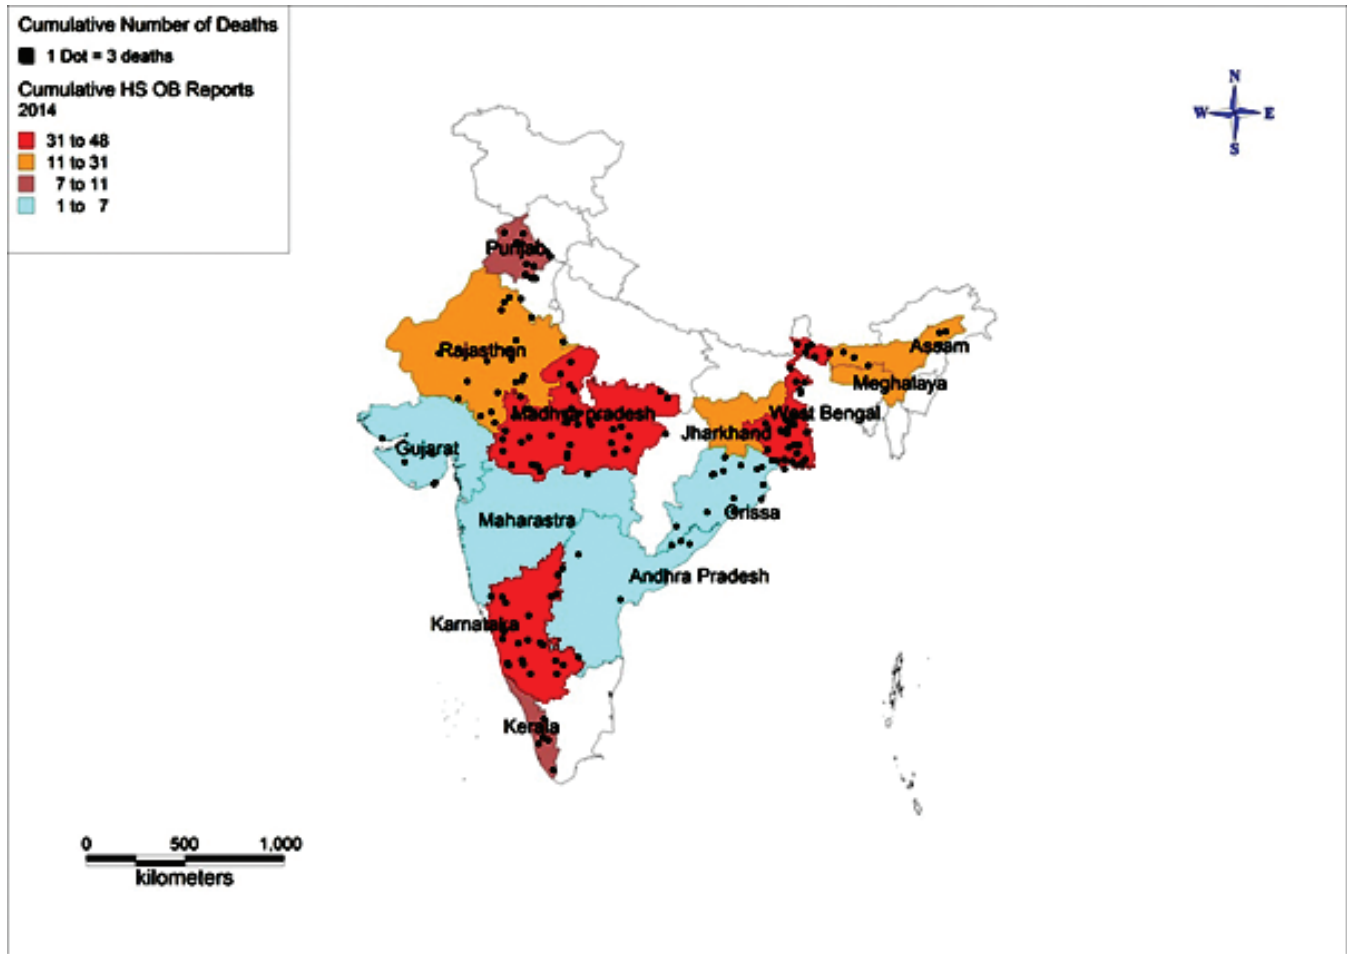 Cumulative Number of Deaths
1 Dot = 3 deaths
Cumulative HS OB Reports
2014
31 to 48
11 to 31
7 to 11
1 to 7
N
W E
S
Punjab
Rajasthan
Assam
Meghalaya
Madhya pradesh
West Bengal
Jharkhand
Gujarat
Maharastra
Orissa
Andhra Pradesh
Karnataka
Kerala
0 500 1,000
kilometers